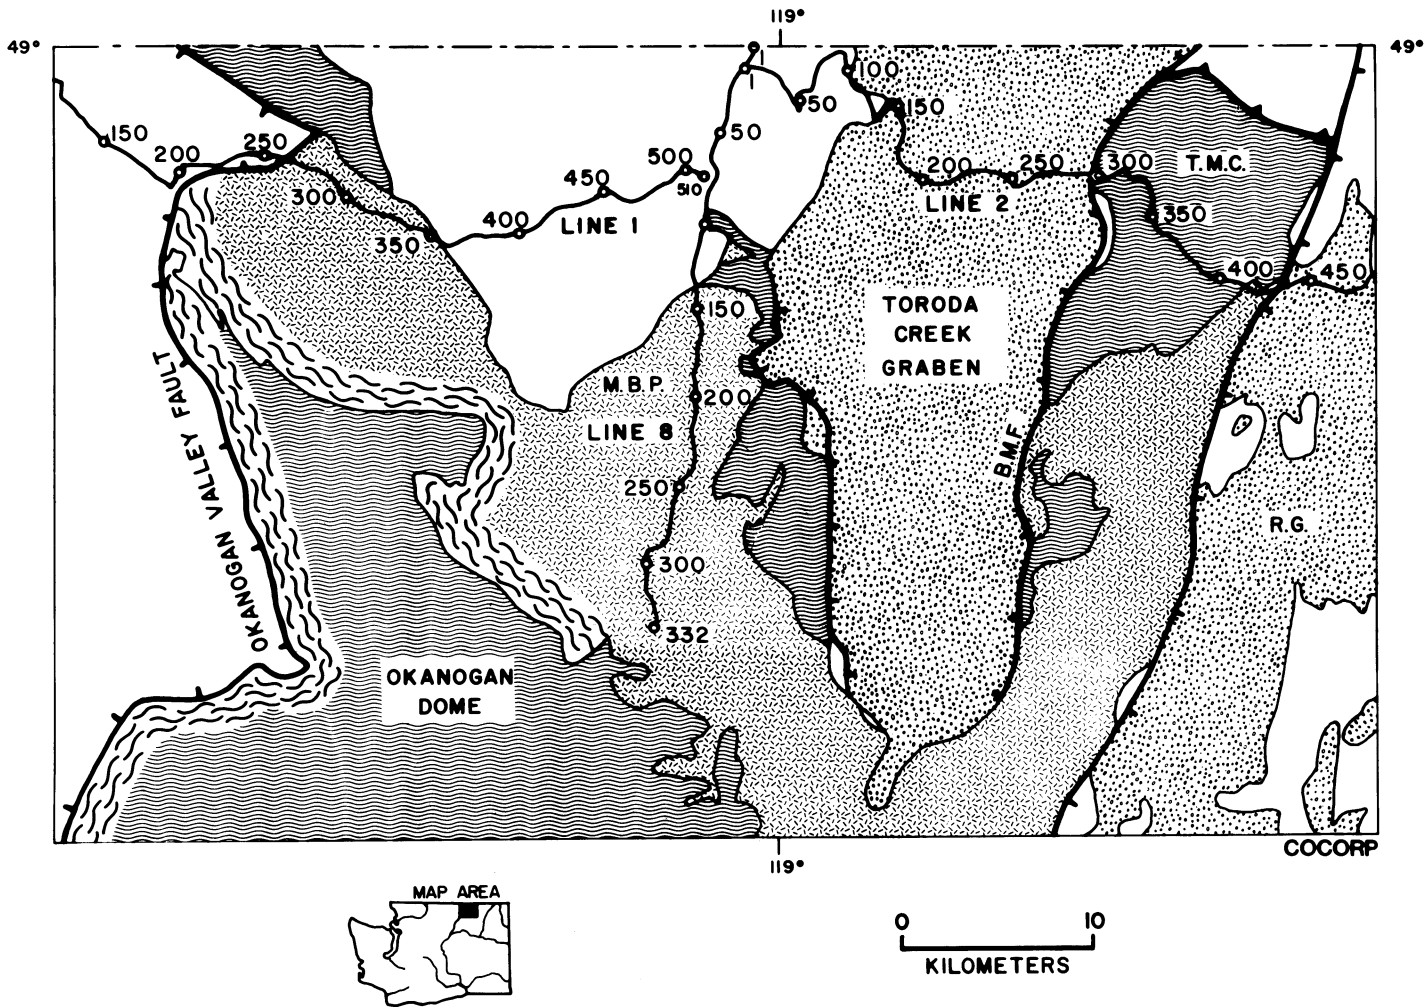 119°
49°
49°
1
1
100
50
150
150
50
250
200
500
510
450
300
400
350
LINE 1
200
250
300
T.M.C.
LINE 2
350
400
450
150
TORODA
CREEK
GRABEN
M.B.P.
200
LINE 8
OKANOGAN VALLEY FAULT
B.M.F.
250
R.G.
300
332
OKANOGAN
DOME
COCORP
119°
MAP AREA
0
10
KILOMETERS